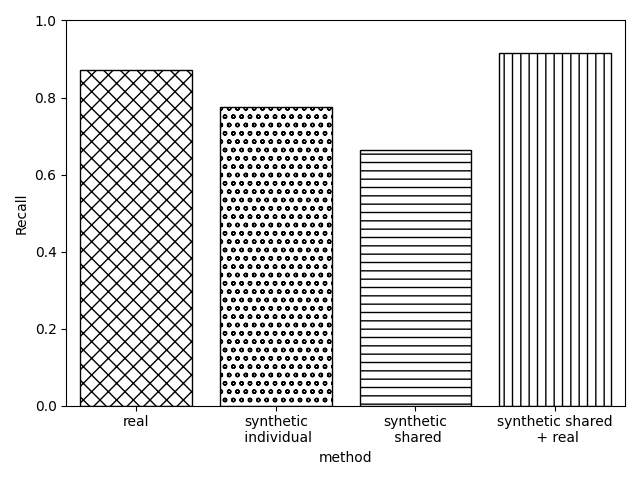 1.0
0.8
0.6
0.4
0.2
0.0
Recall
real
synthetic
individual
synthetic
shared
synthetic shared
+ real
method